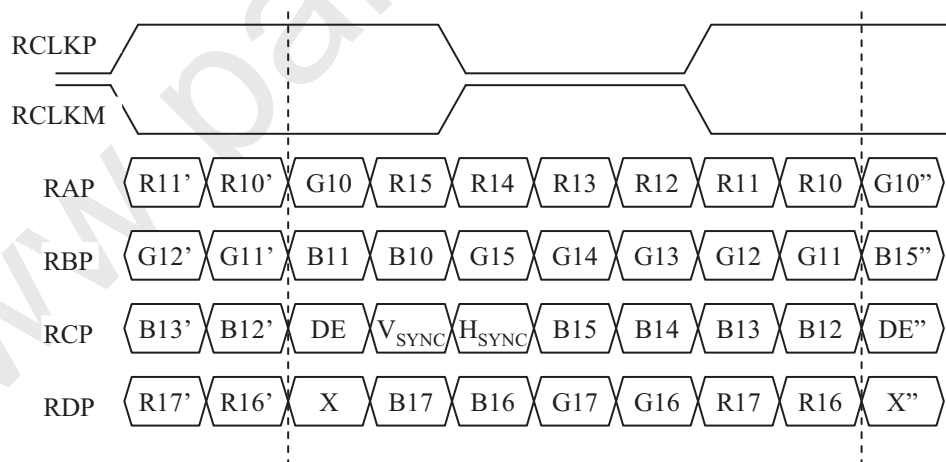 RCLKP
RCLKM
RAP R11’ R10’ G10 R15 R14 R13 R12 R11 R10 G10”
RBP G12’ G11’ B11 B10 G15 G14 G13 G12 G11 B15”
RCP B13’ B12’ DE VSYNC HSYNC B15 B14 B13 B12 DE”
RDP R17’ R16’ X B17 B16 G17 G16 R17 R16 X”
www.pa